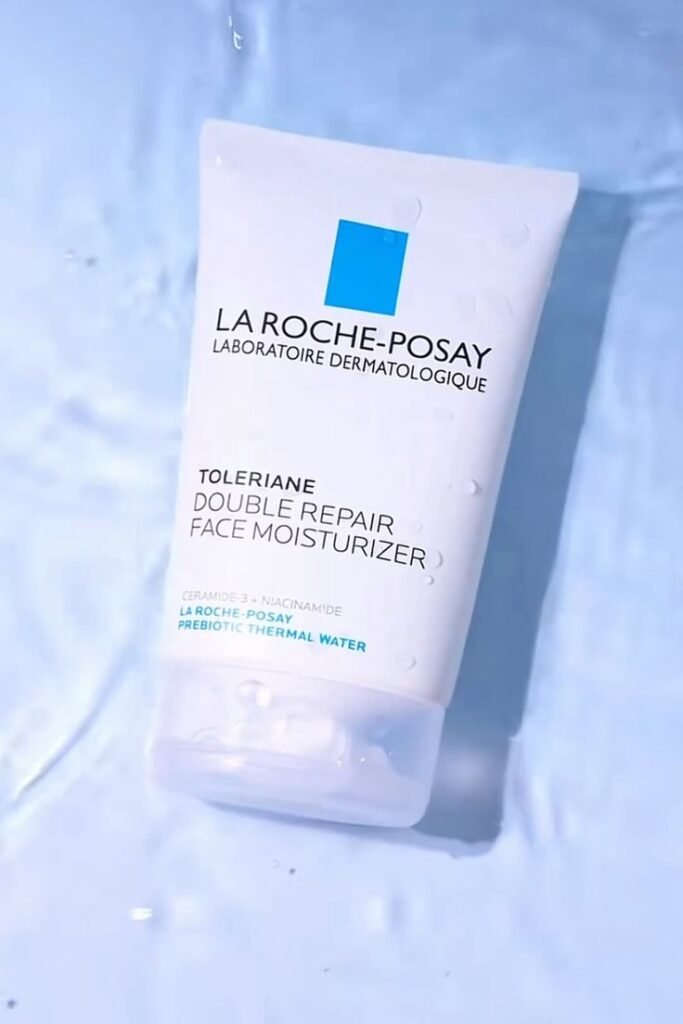 LA ROCHE-POSAY
LABORATOIRE DERMATOLOGIQUE
TOLERIANE
DOUBLE REPAIR
FACE MOISTURIZER
CERAMIDE-3 + NIACINAMIDE
LA ROCHE-POSAY
PREBIOTIC THERMAL WATER